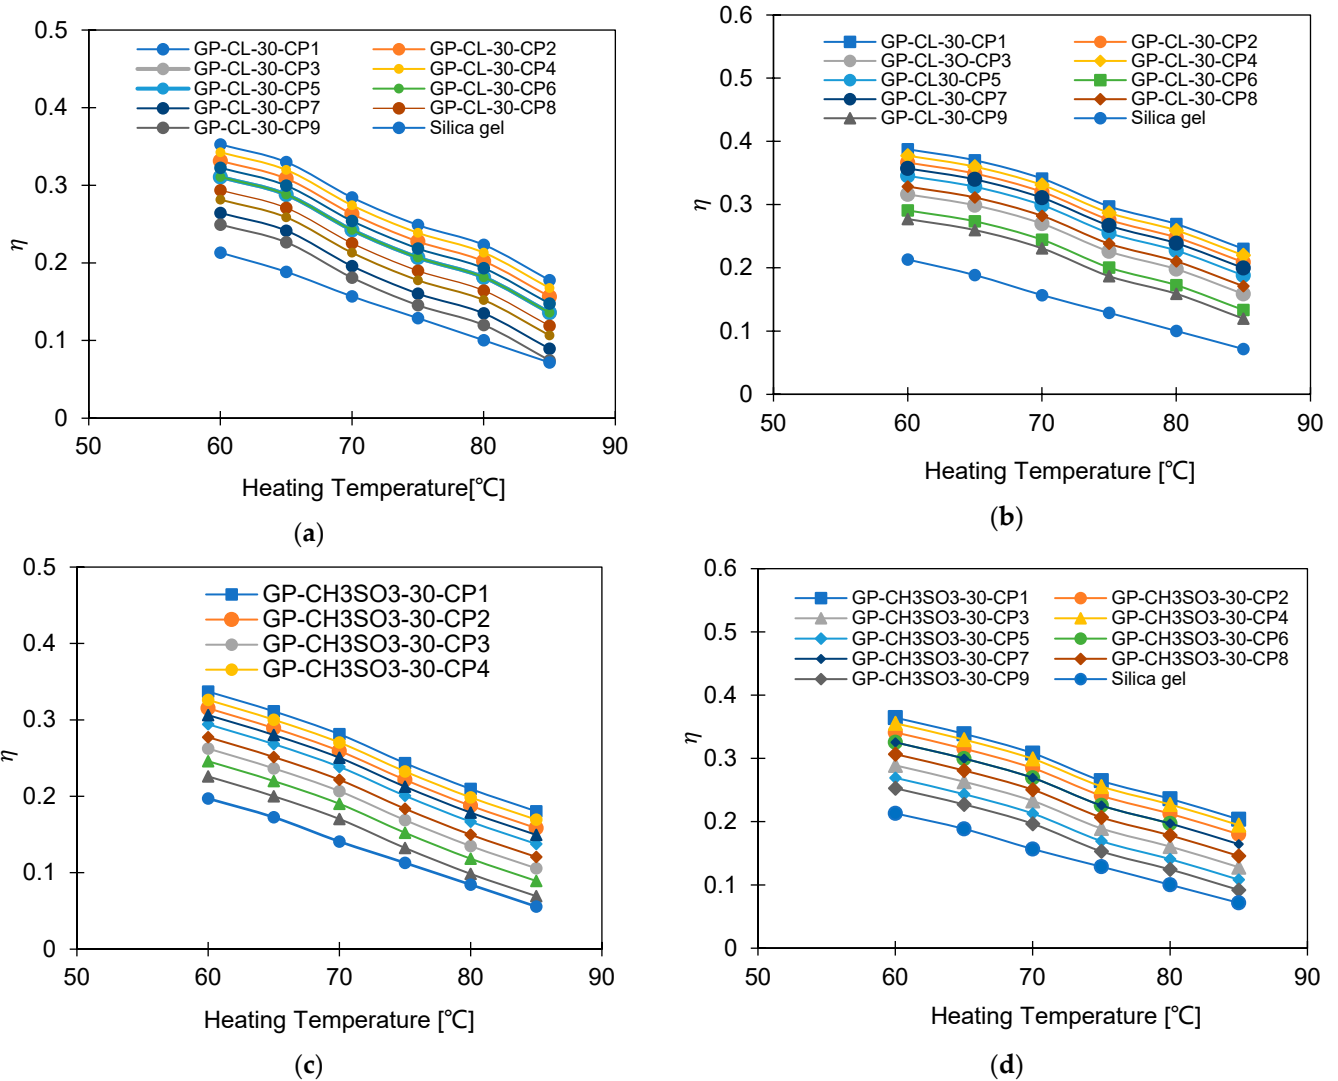 0.5
GP-CL-30-CP1 GP-CL-30-CP2
GP-CL-30-CP3 GP-CL-30-CP4
GP-CL-30-CP5 GP-CL-30-CP6
GP-CL-30-CP7 GP-CL-30-CP8
GP-CL-30-CP9 Silica gel
0.4
0.3
η
0.2
0.1
0
50 60 70 80 90
Heating Temperature[℃]
(a)
0.6
GP-CL-30-CP1 GP-CL-30-CP2
GP-CL-3O-CP3 GP-CL-30-CP4
GP-CL30-CP5 GP-CL-30-CP6
GP-CL-30-CP7 GP-CL-30-CP8
GP-CL-30-CP9 Silica gel
0.5
0.4
0.3
η
0.2
0.1
0
50 60 70 80 90
Heating Temperature [℃]
(b)
0.5
GP-CH3SO3-30-CP1
GP-CH3SO3-30-CP2
GP-CH3SO3-30-CP3
GP-CH3SO3-30-CP4
0.4
0.3
η
0.2
0.1
0
50 60 70 80 90
Heating Temperature [℃]
(c)
0.6
GP-CH3SO3-30-CP1 GP-CH3SO3-30-CP2
GP-CH3SO3-30-CP3 GP-CH3SO3-30-CP4
GP-CH3SO3-30-CP5 GP-CH3SO3-30-CP6
GP-CH3SO3-30-CP7 GP-CH3SO3-30-CP8
GP-CH3SO3-30-CP9 Silica gel
0.5
0.4
0.3
η
0.2
0.1
0
50 60 70 80 90
Heating Temperature [℃]
(d)